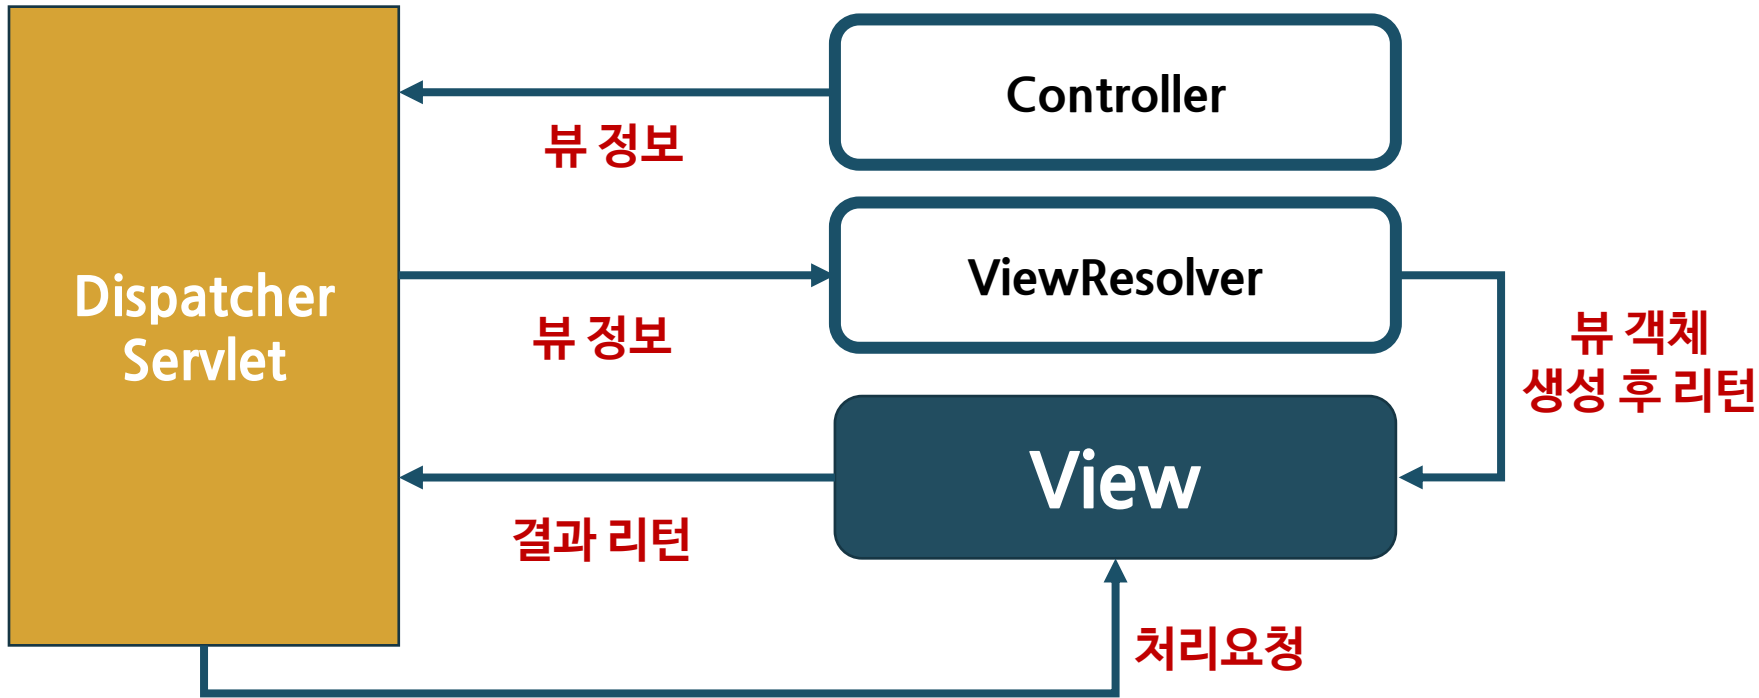 Controller
뷰 정보
Dispatcher
Servlet
ViewResolver
뷰 정보
뷰 객체
생성 후 리턴
View
결과 리턴
처리요청